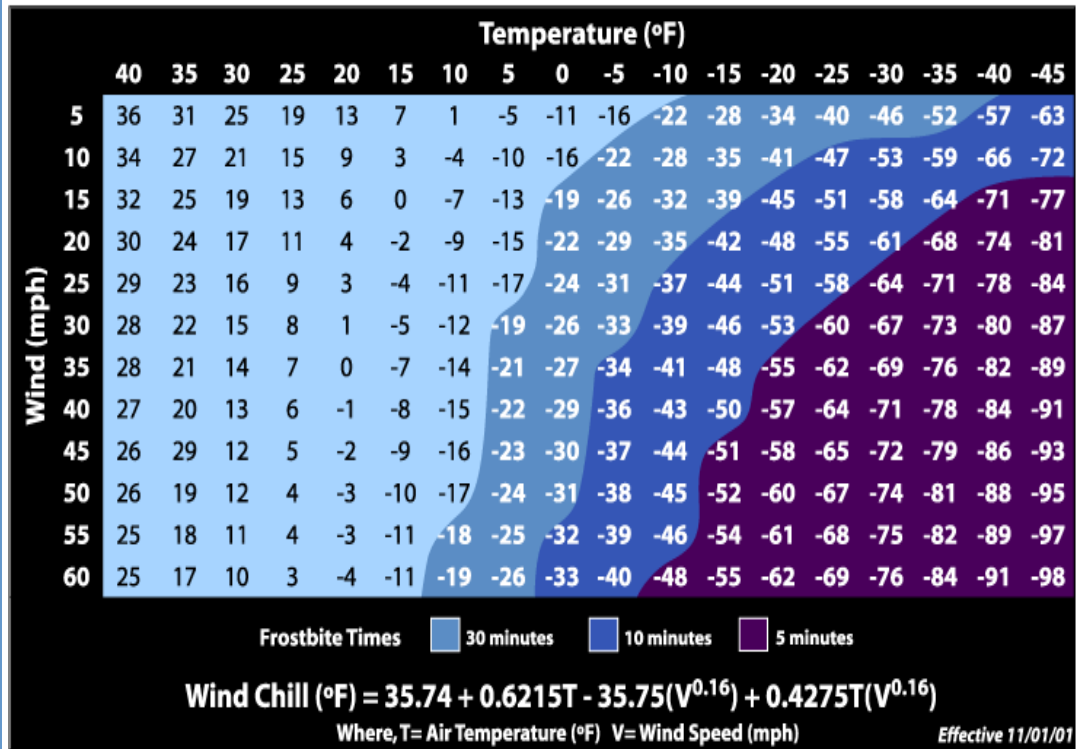 Temperature (ºF)
40 35 30 25 20 15 10 5 0 -5 -10 -15 -20 -25 -30 -35 -40 -45
Wind (mph)
5 36 31 25 19 13 7 1 -5 -11 -16 -22 -28 -34 -40 -46 -52 -57 -63
10 34 27 21 15 9 3 -4 -10 -16 -22 -28 -35 -41 -47 -53 -59 -66 -72
15 32 25 19 13 6 0 -7 -13 -19 -26 -32 -39 -45 -51 -58 -64 -71 -77
20 30 24 17 11 4 -2 -9 -15 -22 -29 -35 -42 -48 -55 -61 -68 -74 -81
25 29 23 16 9 3 -4 -11 -17 -24 -31 -37 -44 -51 -58 -64 -71 -78 -84
30 28 22 15 8 1 -5 -12 -19 -26 -33 -39 -46 -53 -60 -67 -73 -80 -87
35 28 21 14 7 0 -7 -14 -21 -27 -34 -41 -48 -55 -62 -69 -76 -82 -89
40 27 20 13 6 -1 -8 -15 -22 -29 -36 -43 -50 -57 -64 -71 -78 -84 -91
45 26 29 12 5 -2 -9 -16 -23 -30 -37 -44 -51 -58 -65 -72 -79 -86 -93
50 26 19 12 4 -3 -10 -17 -24 -31 -38 -45 -52 -60 -67 -74 -81 -88 -95
55 25 18 11 4 -3 -11 -18 -25 -32 -39 -46 -54 -61 -68 -75 -82 -89 -97
60 25 17 10 3 -4 -11 -19 -26 -33 -40 -48 -55 -62 -69 -76 -84 -91 -98
Frostbite Times 30 minutes 10 minutes 5 minutes
Wind Chill (ºF) = 35.74 + 0.6215T - 35.75(V^0.16) + 0.4275T(V^0.16)
Where, T= Air Temperature (ºF) V= Wind Speed (mph) Effective 11/01/01